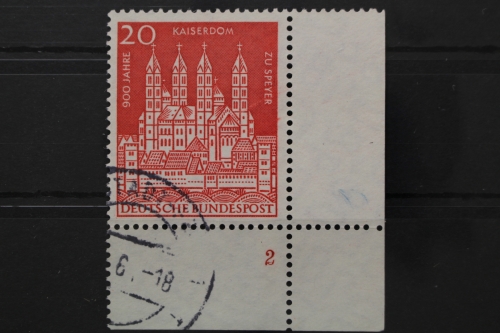 20
KAISERDOM
900 JAHRE
ZU SPEYER
DEUTSCHE BUNDESPOST
2
6.-18